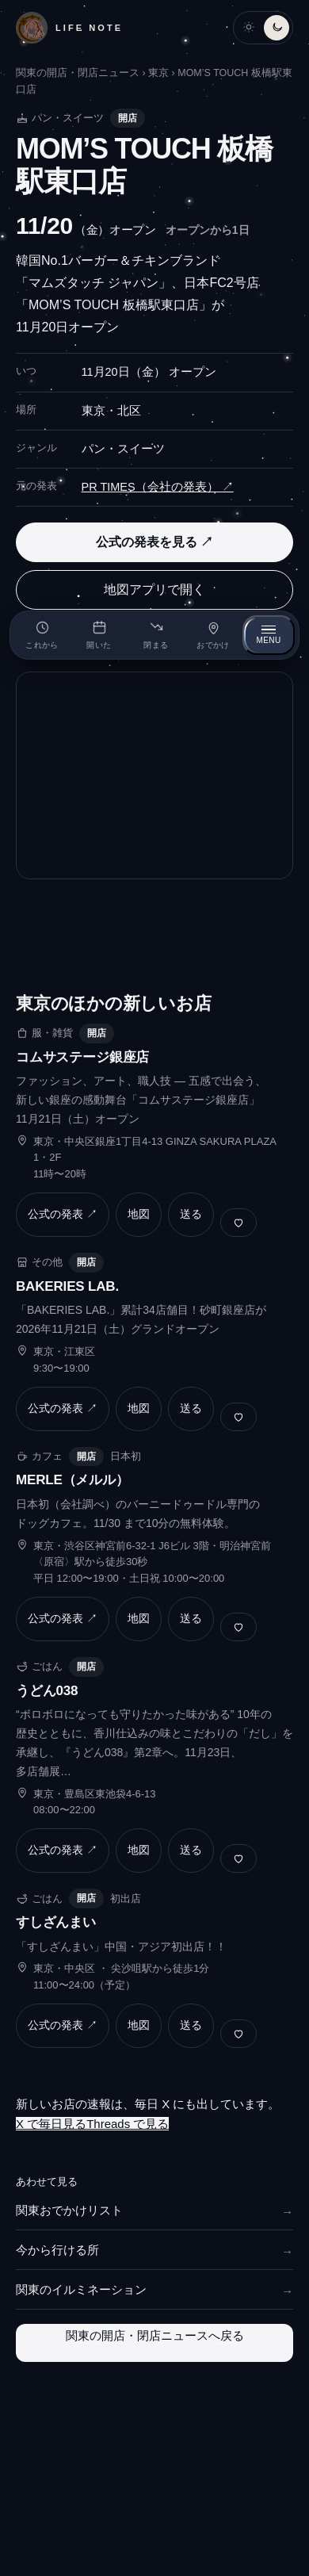 LIFE NOTE
関東の開店・閉店ニュース › 東京 › MOM'S TOUCH 板橋駅東
口店
パン・スイーツ 開店
MOM'S TOUCH 板橋
駅東口店
11/20（金）オープン オープンから1日
韓国No.1バーガー＆チキンブランド
「マムズタッチ ジャパン」、日本FC2号店
「MOM'S TOUCH 板橋駅東口店」が
11月20日オープン
いつ 11月20日（金） オープン
場所 東京・北区
ジャンル パン・スイーツ
元の発表 PR TIMES（会社の発表） ↗
公式の発表を見る ↗
地図アプリで開く
これから 開いた 閉まる おでかけ MENU
東京のほかの新しいお店
服・雑貨 開店
コムサステージ銀座店
ファッション、アート、職人技 — 五感で出会う、
新しい銀座の感動舞台「コムサステージ銀座店」
11月21日（土）オープン
東京・中央区銀座1丁目4-13 GINZA SAKURA PLAZA
1・2F
11時〜20時
公式の発表 ↗ 地図 送る
その他 開店
BAKERIES LAB.
「BAKERIES LAB.」累計34店舗目！砂町銀座店が
2026年11月21日（土）グランドオープン
東京・江東区
9:30〜19:00
公式の発表 ↗ 地図 送る
カフェ 開店 日本初
MERLE（メルル）
日本初（会社調べ）のバーニードゥードル専門の
ドッグカフェ。11/30 まで10分の無料体験。
東京・渋谷区神宮前6-32-1 J6ビル 3階・明治神宮前
〈原宿〉駅から徒歩30秒
平日 12:00〜19:00・土日祝 10:00〜20:00
公式の発表 ↗ 地図 送る
ごはん 開店
うどん038
“ボロボロになっても守りたかった味がある” 10年の
歴史とともに、香川仕込みの味とこだわりの「だし」を
承継し、『うどん038』第2章へ。11月23日、
多店舗展…
東京・豊島区東池袋4-6-13
08:00〜22:00
公式の発表 ↗ 地図 送る
ごはん 開店 初出店
すしざんまい
「すしざんまい」中国・アジア初出店！！
東京・中央区 ・ 尖沙咀駅から徒歩1分
11:00〜24:00（予定）
公式の発表 ↗ 地図 送る
新しいお店の速報は、毎日 X にも出しています。
X で毎日見るThreads で見る
あわせて見る
関東おでかけリスト →
今から行ける所 →
関東のイルミネーション →
関東の開店・閉店ニュースへ戻る